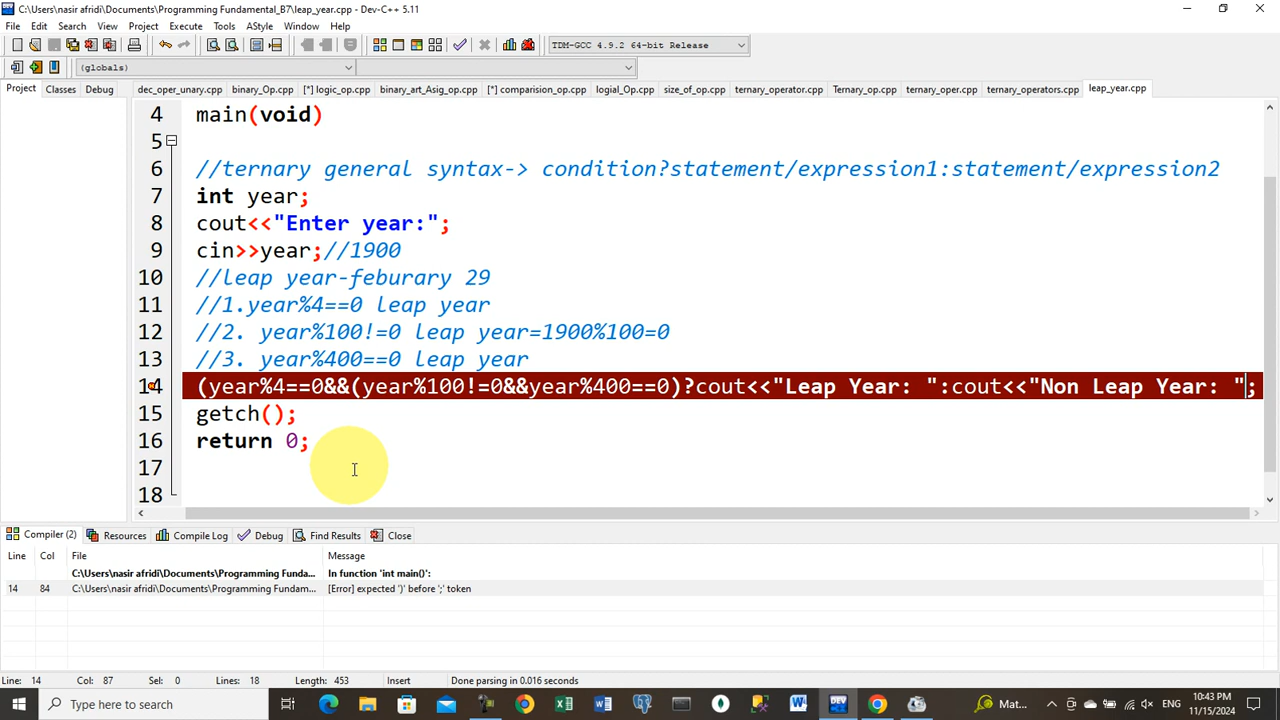 C:\Users\nasir afridi\Documents\Programming Fundamental_B7\leap_year.cpp - Dev-C++ 5.11
File Edit Search View Project Execute Tools AStyle Window Help
TDM-GCC 4.9.2 64-bit Release
(globals)
Project Classes Debug dec_oper_unary.cpp binary_Op.cpp [*] logic_op.cpp binary_art_Asig_op.cpp [*] comparision_op.cpp logial_Op.cpp size_of_op.cpp ternary_operator.cpp Ternary_op.cpp ternary_oper.cpp ternary_operators.cpp leap_year.cpp
4 main(void)
5
6 //ternary general syntax-> condition?statement/expression1:statement/expression2
7 int year;
8 cout<<"Enter year:";
9 cin>>year;//1900
10 //leap year-feburary 29
11 //1.year%4==0 leap year
12 //2. year%100!=0 leap year=1900%100=0
13 //3. year%400==0 leap year
14 (year%4==0&&(year%100!=0&&year%400==0)?cout<<"Leap Year: ":cout<<"Non Leap Year: ";
15 getch();
16 return 0;
17
18
Compiler (2) Resources Compile Log Debug Find Results Close
Line Col File Message
C:\Users\nasir afridi\Documents\Programming Funda... In function 'int main()':
14 84 C:\Users\nasir afridi\Documents\Programming Fundam... [Error] expected ')' before ';' token
Line: 14 Col: 87 Sel: 0 Lines: 18 Length: 453 Insert Done parsing in 0.016 seconds
Type here to search
DEV
Mat...
ENG
10:43 PM
11/15/2024